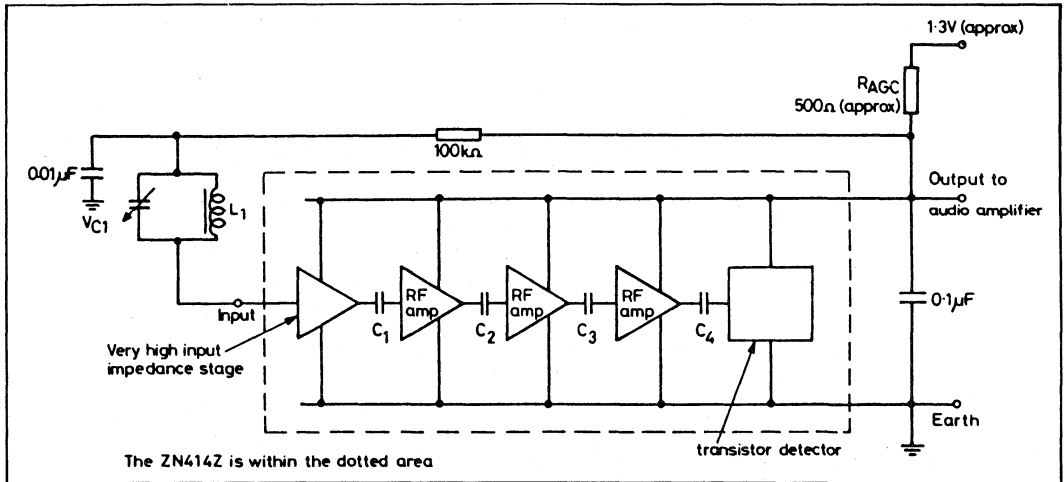 1·3V (approx)
RAGC
500Ω (approx)
100kΩ
0.01μF
VC1
L1
Output to
audio amplifier
RF
amp
RF
amp
RF
amp
0·1μF
Input
C1
C2
C3
C4
Very high input
impedance stage
Earth
transistor detector
The ZN414Z is within the dotted area